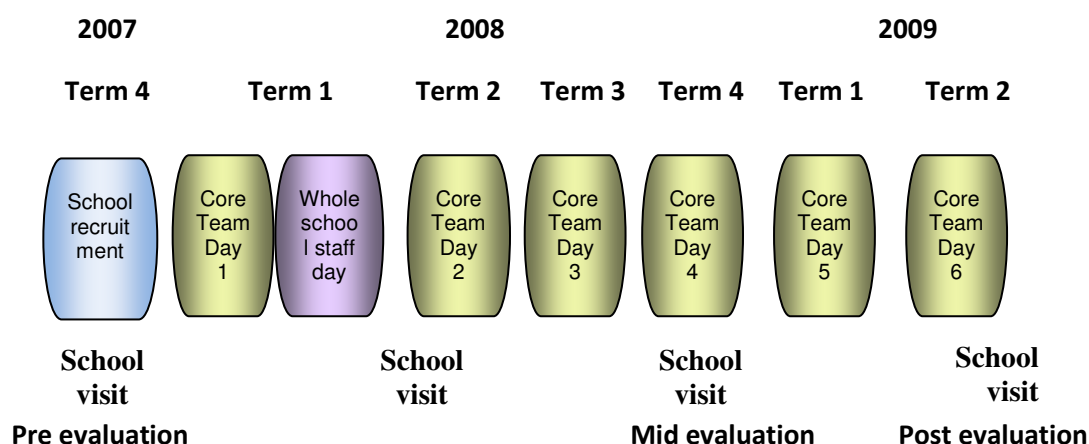 2007 2008 2009
Term 4 Term 1 Term 2 Term 3 Term 4 Term 1 Term 2
School
recruit
ment
Core
Team
Day
1
Whole
schoo
l staff
day
Core
Team
Day
2
Core
Team
Day
3
Core
Team
Day
4
Core
Team
Day
5
Core
Team
Day
6
School
visit
School
visit
School
visit
School
visit
Pre evaluation Mid evaluation Post evaluation